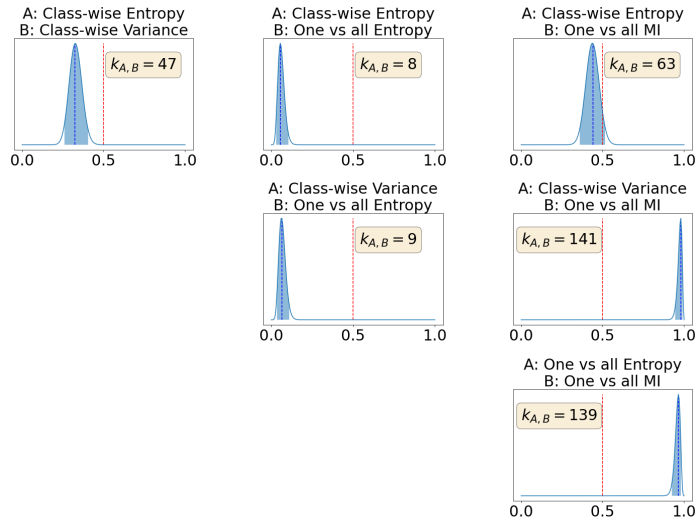 A: Class-wise Entropy
B: Class-wise Variance
k_{A, B} = 47
0.0 0.5 1.0
A: Class-wise Entropy
B: One vs all Entropy
k_{A, B} = 8
0.0 0.5 1.0
A: Class-wise Entropy
B: One vs all MI
k_{A, B} = 63
0.0 0.5 1.0
A: Class-wise Variance
B: One vs all Entropy
k_{A, B} = 9
0.0 0.5 1.0
A: Class-wise Variance
B: One vs all MI
k_{A, B} = 141
0.0 0.5 1.0
A: One vs all Entropy
B: One vs all MI
k_{A, B} = 139
0.0 0.5 1.0